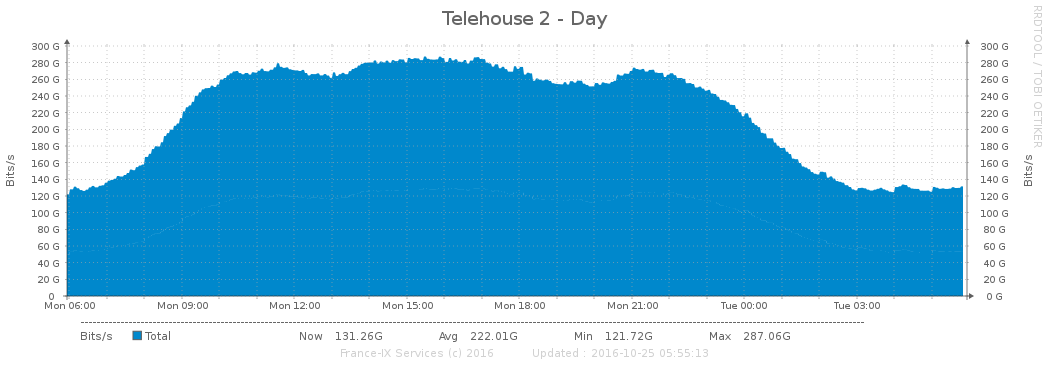 Telehouse 2 - Day
RRDTOOL / TOBI OETIKER
Bits/s
300 G 300 G
280 G 280 G
260 G 260 G
240 G 240 G
220 G 220 G
200 G 200 G
180 G 180 G
160 G 160 G
140 G 140 G
120 G 120 G
100 G 100 G
80 G 80 G
60 G 60 G
40 G 40 G
20 G 20 G
0 0 G
Bits/s
Mon 06:00 Mon 09:00 Mon 12:00 Mon 15:00 Mon 18:00 Mon 21:00 Tue 00:00 Tue 03:00
Bits/s Total Now 131.26G Avg 222.01G Min 121.72G Max 287.06G
France-IX Services (c) 2016 Updated : 2016-10-25 05:55:13